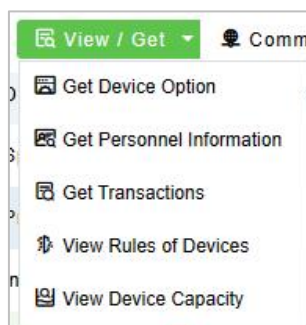 View / Get Comm
Get Device Option
Get Personnel Information
Get Transactions
View Rules of Devices
View Device Capacity